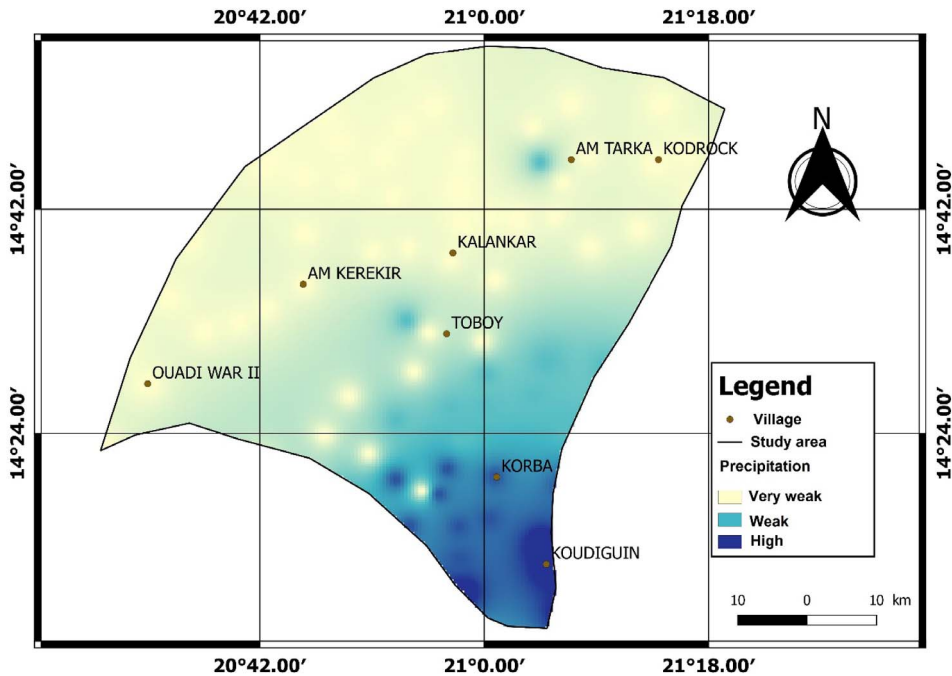 20°42.00′ 21°0.00′ 21°18.00′
N
AM TARKA KODROCK
14°42.00′ 14°42.00′
KALANKAR
AM KEREKIR
TOBOY
OUADI WAR II
14°24.00′ 14°24.00′
KORBA
KOUDIGUIN
Legend
Village
Study area
Precipitation
Very weak
Weak
High
10 0 10 km
20°42.00′ 21°0.00′ 21°18.00′